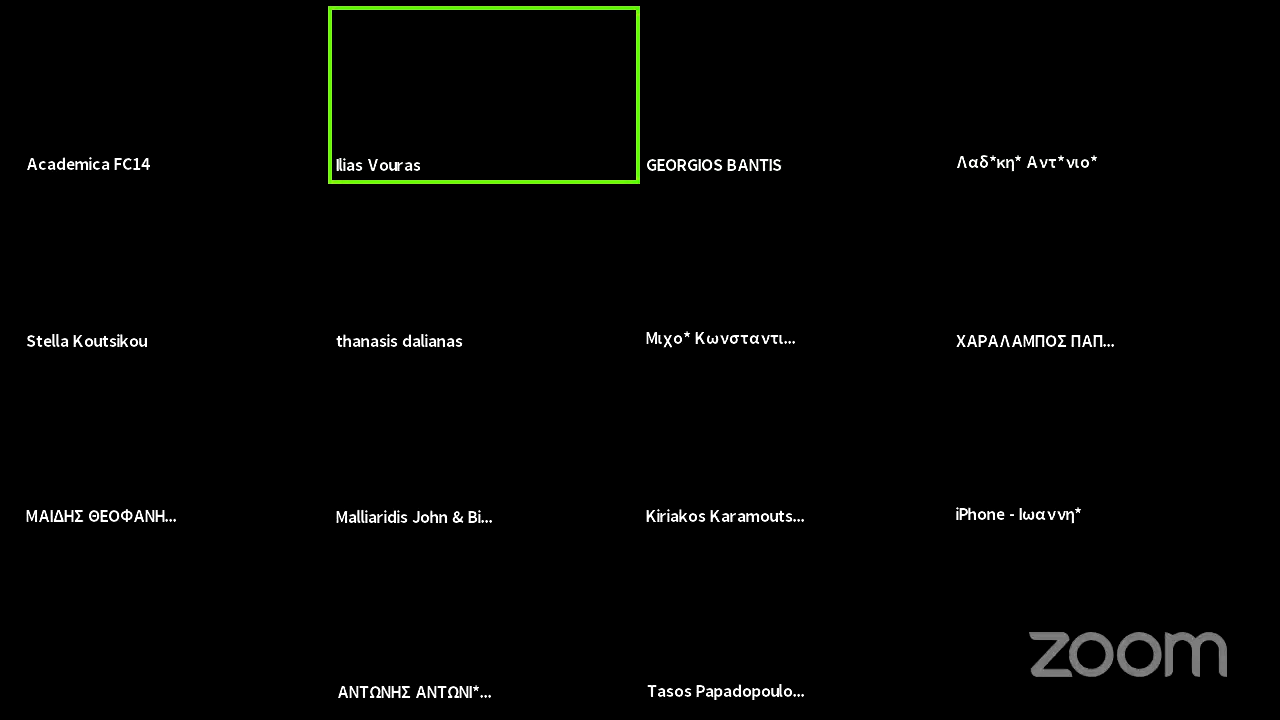 Academica FC14
Ilias Vouras
GEORGIOS BANTIS
Λαδ*κη* Αντ*νιο*
Stella Koutsikou
thanasis dalianas
Μιχο* Κωνσταντι...
ΧΑΡΑΛΑΜΠΟΣ ΠΑΠ...
ΜΑΙΔΗΣ ΘΕΟΦΑΝΗ...
Malliaridis John & Bi...
Kiriakos Karamouts...
iPhone - Ιωαννη*
ΑΝΤΩΝΗΣ ΑΝΤΩΝΙ*...
Tasos Papadopoulo...
zoom